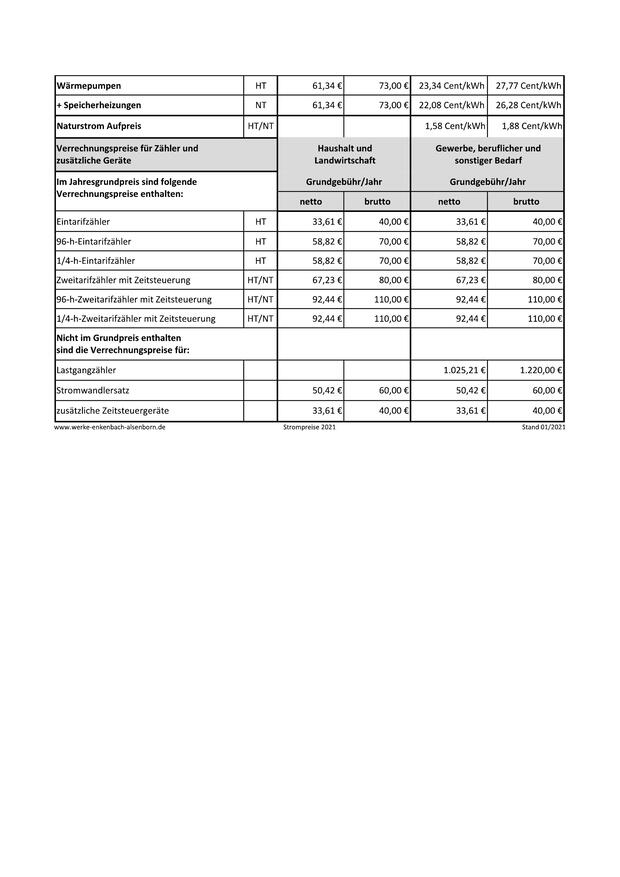 Wärmepumpen HT 61,34 € 73,00 € 23,34 Cent/kWh 27,77 Cent/kWh
+ Speicherheizungen NT 61,34 € 73,00 € 22,08 Cent/kWh 26,28 Cent/kWh
Naturstrom Aufpreis HT/NT 1,58 Cent/kWh 1,88 Cent/kWh
Verrechnungspreise für Zähler und Haushalt und Gewerbe, beruflicher und
zusätzliche Geräte Landwirtschaft sonstiger Bedarf
Im Jahresgrundpreis sind folgende Grundgebühr/Jahr Grundgebühr/Jahr
Verrechnungspreise enthalten:
netto brutto netto brutto
Eintarifzähler HT 33,61 € 40,00 € 33,61 € 40,00 €
96-h-Eintarifzähler HT 58,82 € 70,00 € 58,82 € 70,00 €
1/4-h-Eintarifzähler HT 58,82 € 70,00 € 58,82 € 70,00 €
Zweitarifzähler mit Zeitsteuerung HT/NT 67,23 € 80,00 € 67,23 € 80,00 €
96-h-Zweitarifzähler mit Zeitsteuerung HT/NT 92,44 € 110,00 € 92,44 € 110,00 €
1/4-h-Zweitarifzähler mit Zeitsteuerung HT/NT 92,44 € 110,00 € 92,44 € 110,00 €
Nicht im Grundpreis enthalten
sind die Verrechnungspreise für:
Lastgangzähler 1.025,21 € 1.220,00 €
Stromwandlersatz 50,42 € 60,00 € 50,42 € 60,00 €
zusätzliche Zeitsteuergeräte 33,61 € 40,00 € 33,61 € 40,00 €
www.werke-enkenbach-alsenborn.de Strompreise 2021 Stand 01/2021